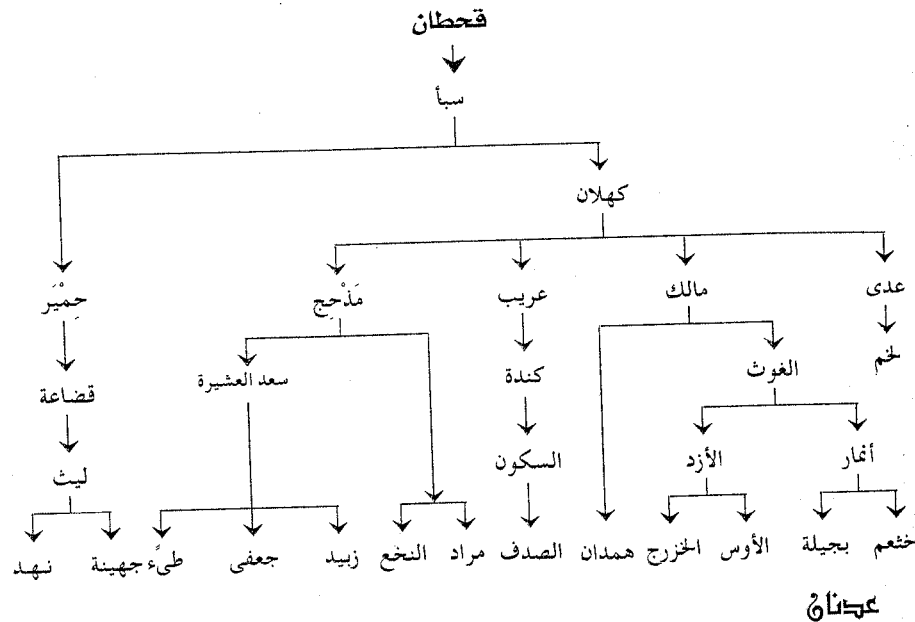 قحطان
سبأ
كهلان
عدى مالك عريب مَذْحِج حِمْيَر
لخم الغوث كندة سعد العشيرة قضاعة
أنمار الأزد السكون ليث
خثعم بجيلة الأوس الخزرج همدان الصدف مراد النخع زبيد جعفى طىء جهينة نهد
عدنان